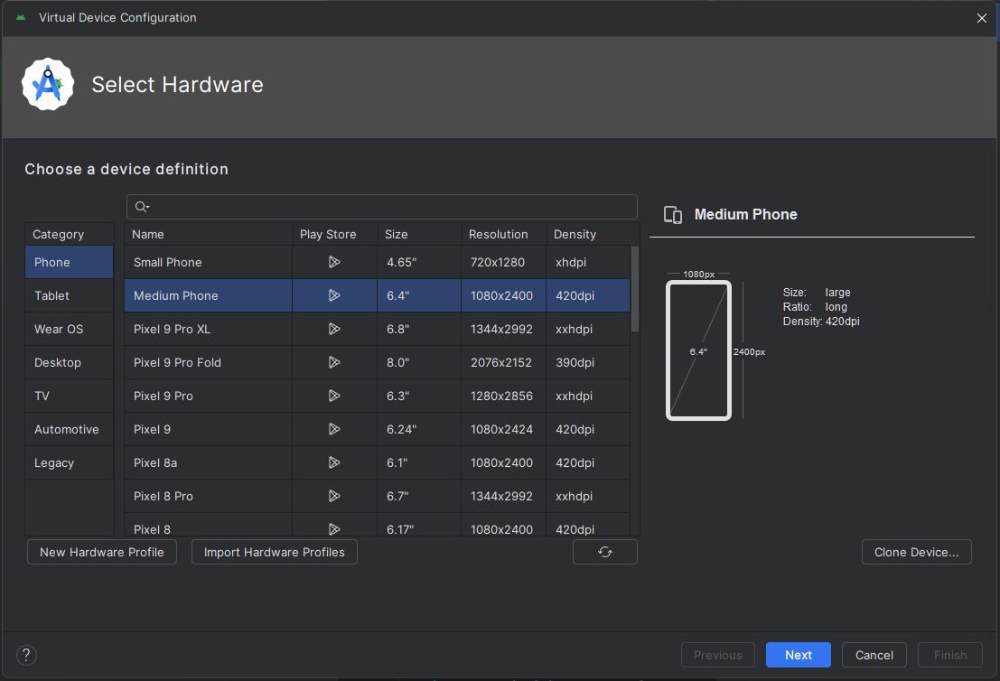 Virtual Device Configuration
Select Hardware
Choose a device definition
Category
Phone
Tablet
Wear OS
Desktop
TV
Automotive
Legacy
Name Play Store Size Resolution Density
Small Phone 4.65" 720x1280 xhdpi
Medium Phone 6.4" 1080x2400 420dpi
Pixel 9 Pro XL 6.8" 1344x2992 xxhdpi
Pixel 9 Pro Fold 8.0" 2076x2152 390dpi
Pixel 9 Pro 6.3" 1280x2856 xxhdpi
Pixel 9 6.24" 1080x2424 420dpi
Pixel 8a 6.1" 1080x2400 420dpi
Pixel 8 Pro 6.7" 1344x2992 xxhdpi
Pixel 8 6.17" 1080x2400 420dpi
Medium Phone
1080px
6.4"
2400px
Size: large
Ratio: long
Density: 420dpi
New Hardware Profile Import Hardware Profiles Clone Device...
? Previous Next Cancel Finish